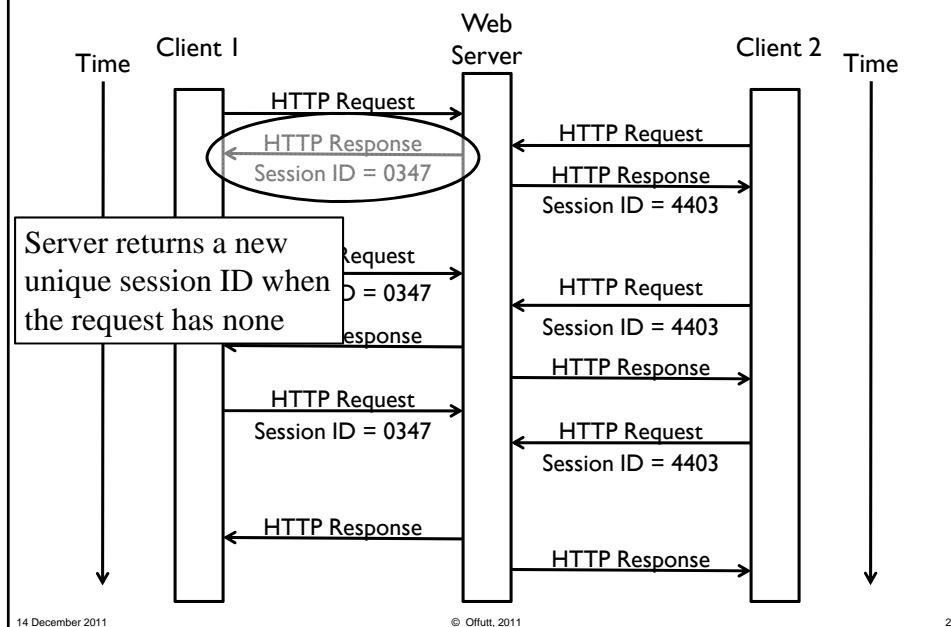 Time
Client 1
Web
Server
Client 2
Time
HTTP Request
HTTP Response
Session ID = 0347
HTTP Request
HTTP Response
Session ID = 4403
Server returns a new
unique session ID when
the request has none
Request
D = 0347
esponse
HTTP Request
Session ID = 4403
HTTP Response
HTTP Request
Session ID = 0347
HTTP Request
Session ID = 4403
HTTP Response
HTTP Response
14 December 2011
© Offutt, 2011
2